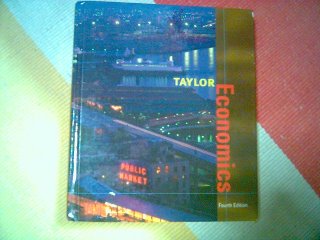 TAYLOR
Economics
PUBLIC
MARKET
Fourth Edition